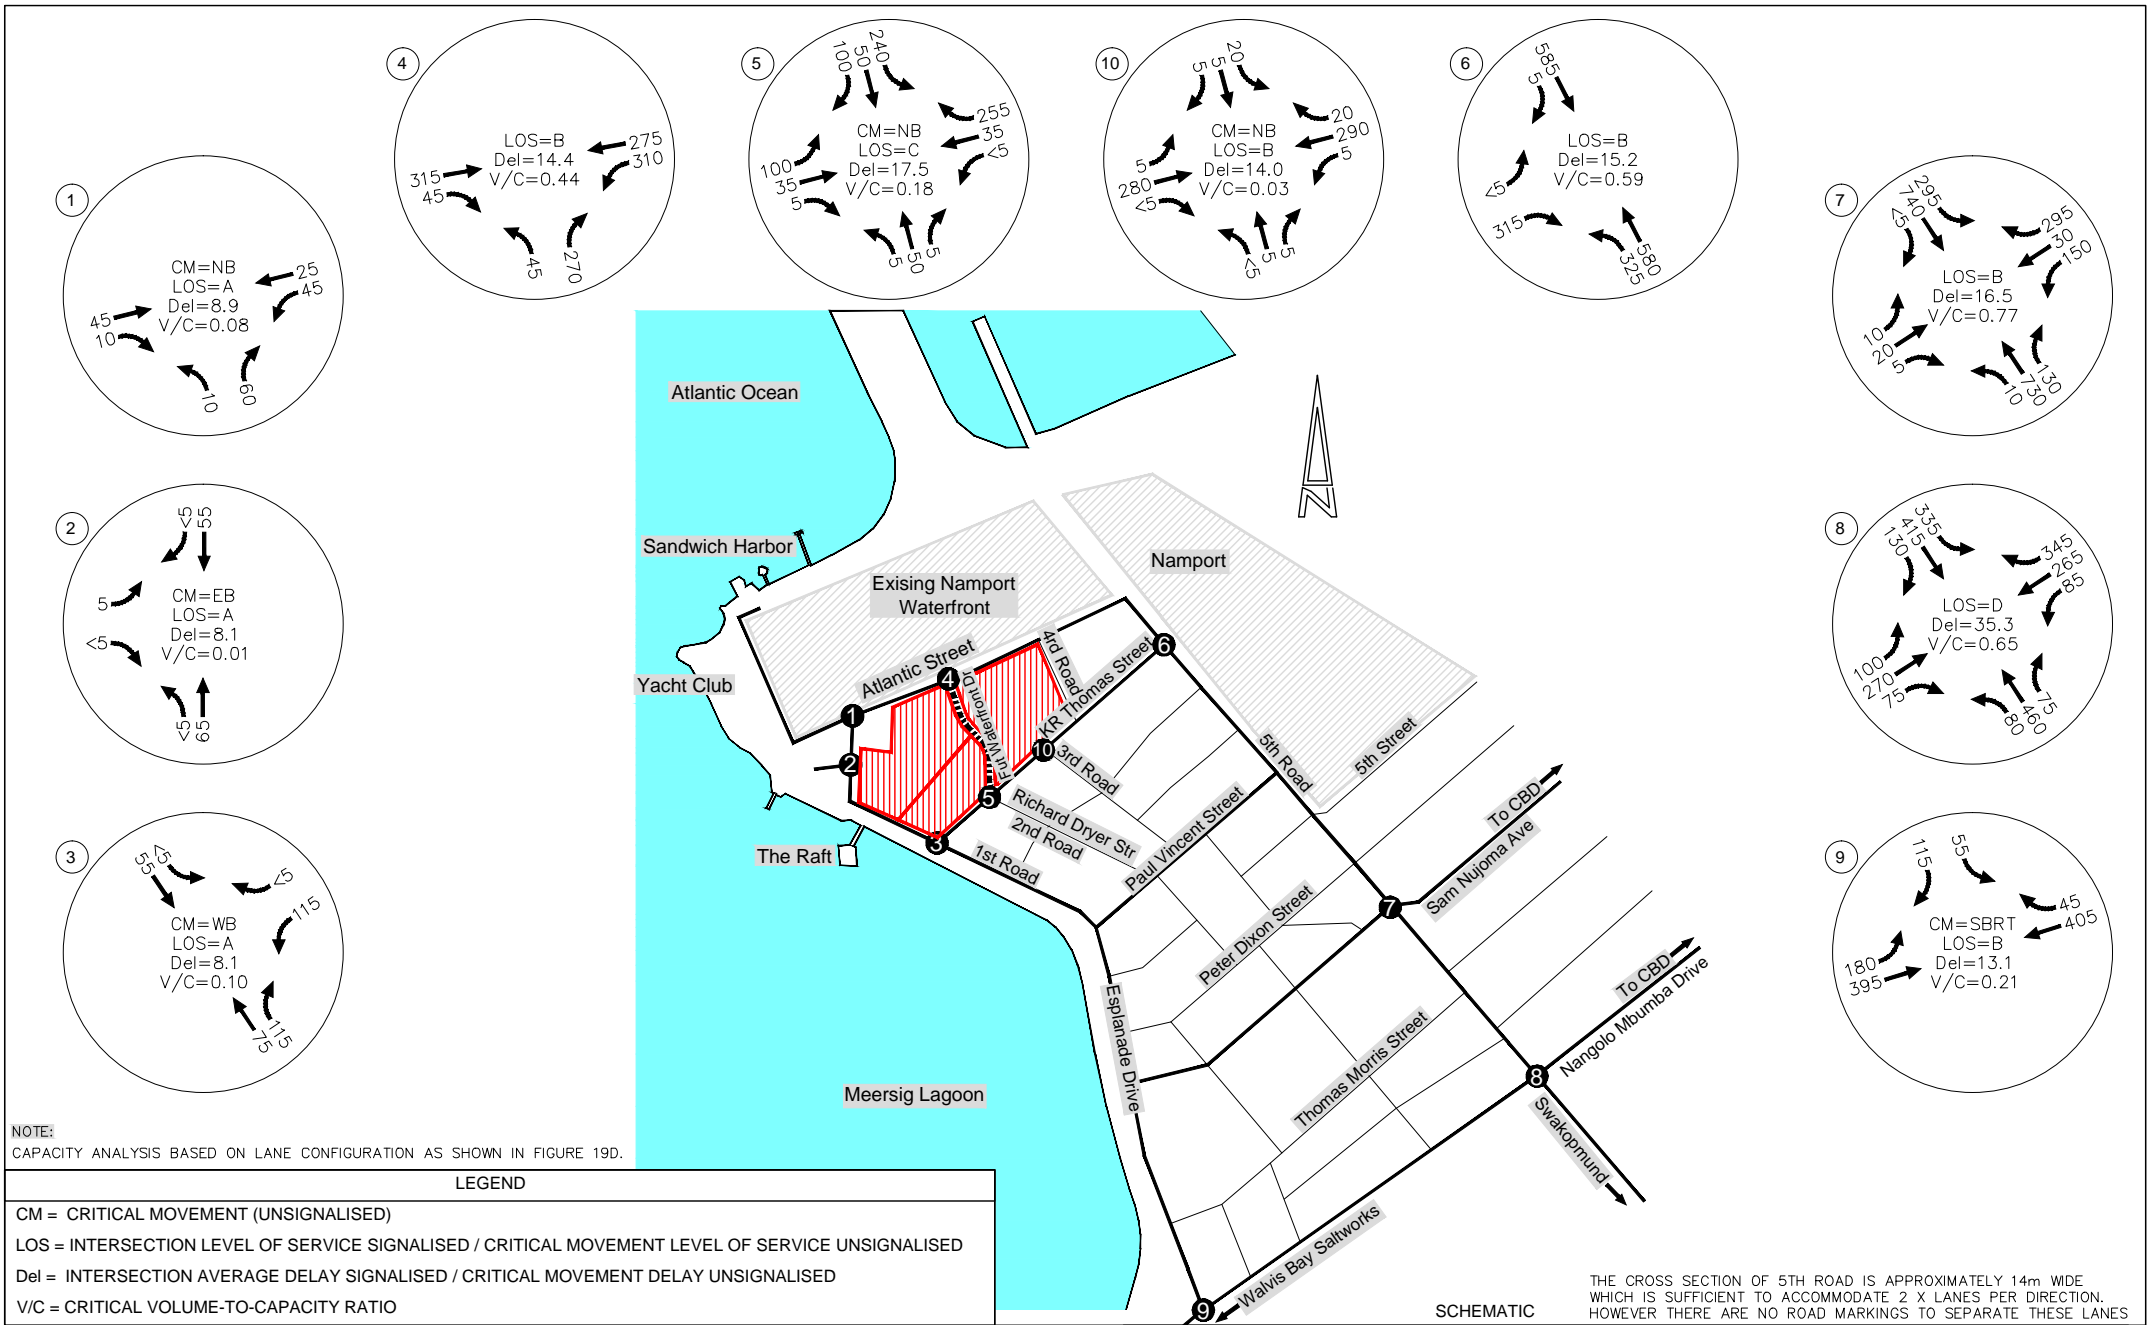 4
315
45
LOS=B
Del=14.4
V/C=0.44
275
310
45
270
5
100
50
240
100
35
5
CM=NB
LOS=C
Del=17.5
V/C=0.18
255
35
<5
5
50
5
10
5
5
20
5
280
<5
CM=NB
LOS=B
Del=14.0
V/C=0.03
20
290
5
<5
5
5
6
5
585
<5
315
LOS=B
Del=15.2
V/C=0.59
325
580
1
45
10
CM=NB
LOS=A
Del=8.9
V/C=0.08
25
45
10
60
7
<5
740
295
10
20
5
LOS=B
Del=16.5
V/C=0.77
295
30
150
10
730
130
2
<5
55
5
<5
CM=EB
LOS=A
Del=8.1
V/C=0.01
<5
65
8
130
415
335
100
270
75
LOS=D
Del=35.3
V/C=0.65
345
265
85
80
460
75
3
55
<5
CM=WB
LOS=A
Del=8.1
V/C=0.10
<5
115
75
115
9
115
55
180
395
CM=SBRT
LOS=B
Del=13.1
V/C=0.21
45
405
Atlantic Ocean
Sandwich Harbor
Exising Namport
Waterfront
Namport
Yacht Club
Atlantic Street
4rd Road
KR Thomas Street
Fut Waterfront Dr
1
2
3
4
5
6
10
3rd Road
Richard Dryer Str
2nd Road
1st Road
The Raft
Paul Vincent Street
5th Road
5th Street
To CBD
Sam Nujoma Ave
7
Peter Dixon Street
To CBD
Nangolo Mbumba Drive
Esplanade Drive
Thomas Morris Street
8
Swakopmund
Meersig Lagoon
Walvis Bay Saltworks
9
NOTE:
CAPACITY ANALYSIS BASED ON LANE CONFIGURATION AS SHOWN IN FIGURE 19D.
LEGEND
CM = CRITICAL MOVEMENT (UNSIGNALISED)
LOS = INTERSECTION LEVEL OF SERVICE SIGNALISED / CRITICAL MOVEMENT LEVEL OF SERVICE UNSIGNALISED
Del = INTERSECTION AVERAGE DELAY SIGNALISED / CRITICAL MOVEMENT DELAY UNSIGNALISED
V/C = CRITICAL VOLUME-TO-CAPACITY RATIO
SCHEMATIC
THE CROSS SECTION OF 5TH ROAD IS APPROXIMATELY 14m WIDE
WHICH IS SUFFICIENT TO ACCOMMODATE 2 X LANES PER DIRECTION.
HOWEVER THERE ARE NO ROAD MARKINGS TO SEPARATE THESE LANES
N